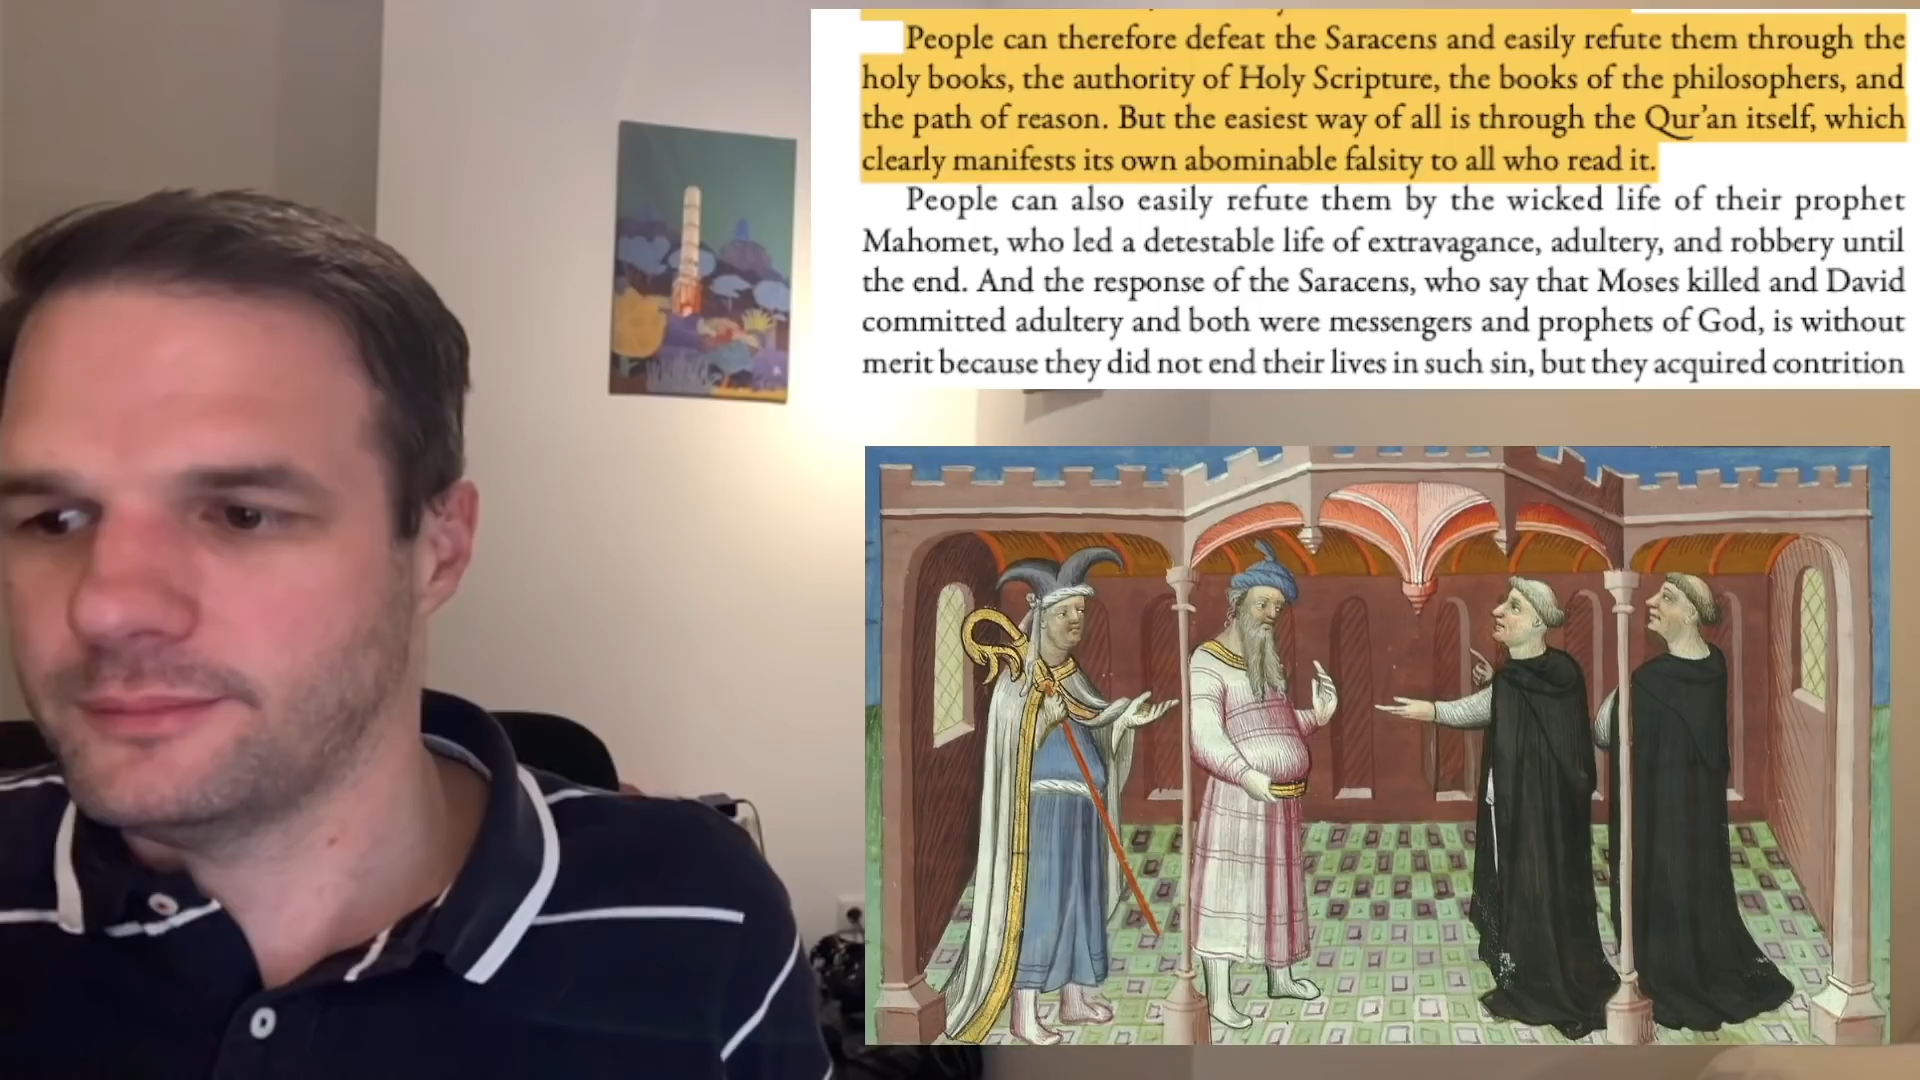 People can therefore defeat the Saracens and easily refute them through the
holy books, the authority of Holy Scripture, the books of the philosophers, and
the path of reason. But the easiest way of all is through the Qur’an itself, which
clearly manifests its own abominable falsity to all who read it.
People can also easily refute them by the wicked life of their prophet
Mahomet, who led a detestable life of extravagance, adultery, and robbery until
the end. And the response of the Saracens, who say that Moses killed and David
committed adultery and both were messengers and prophets of God, is without
merit because they did not end their lives in such sin, but they acquired contrition